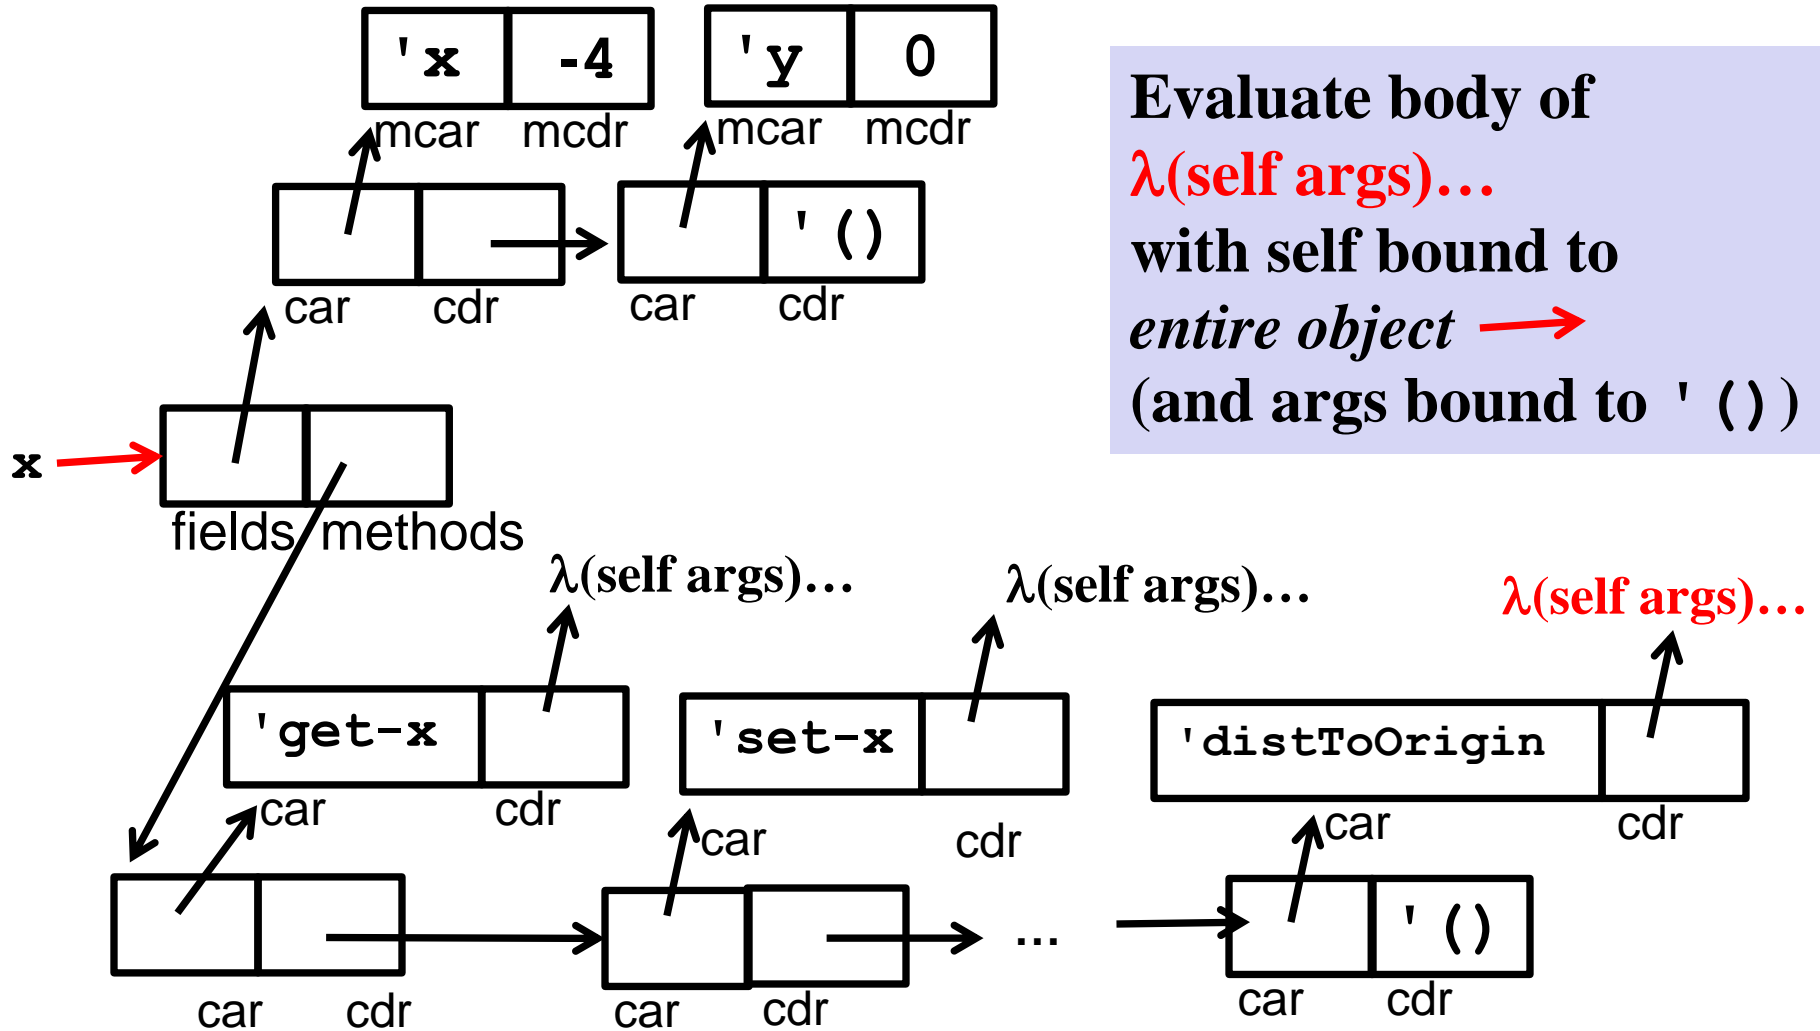 'x -4 'y 0
mcar mcdr mcar mcdr
Evaluate body of
λ(self args)…
with self bound to
entire object
(and args bound to '())
'()
car cdr car cdr
x
fields methods
λ(self args)… λ(self args)… λ(self args)…
'get-x 'set-x 'distToOrigin
car cdr car cdr car cdr
… '()
car cdr car cdr car cdr